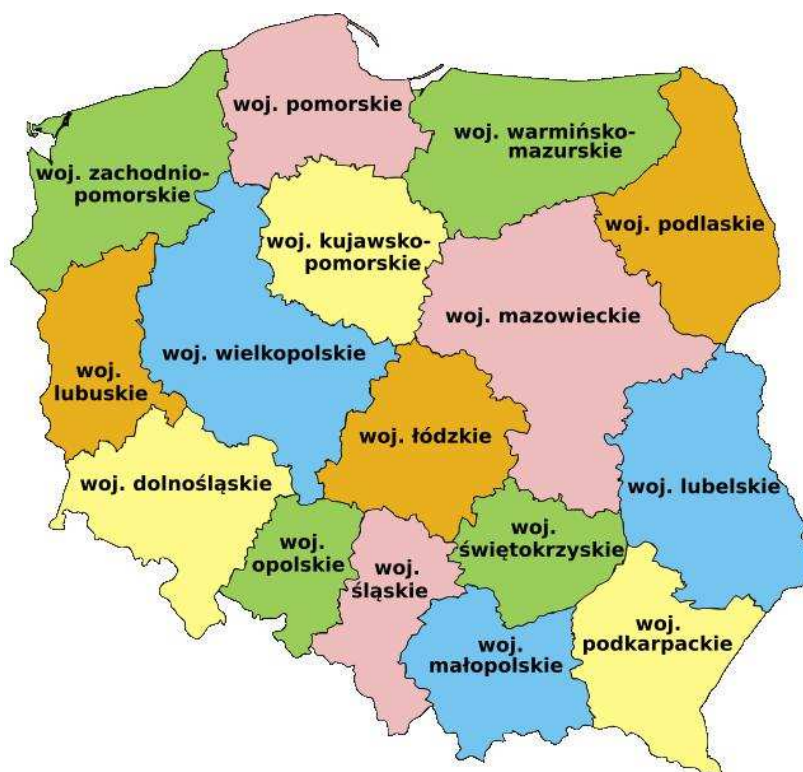 woj. pomorskie
woj. warmińsko-
mazurskie
woj. zachodnio-
pomorskie
woj. podlaskie
woj. kujawsko-
pomorskie
woj. mazowieckie
woj. wielkopolskie
woj.
lubuskie
woj. łódzkie
woj. dolnośląskie
woj. lubelskie
woj.
świętokrzyskie
woj.
opolskie
woj.
śląskie
woj.
podkarpackie
woj.
małopolskie